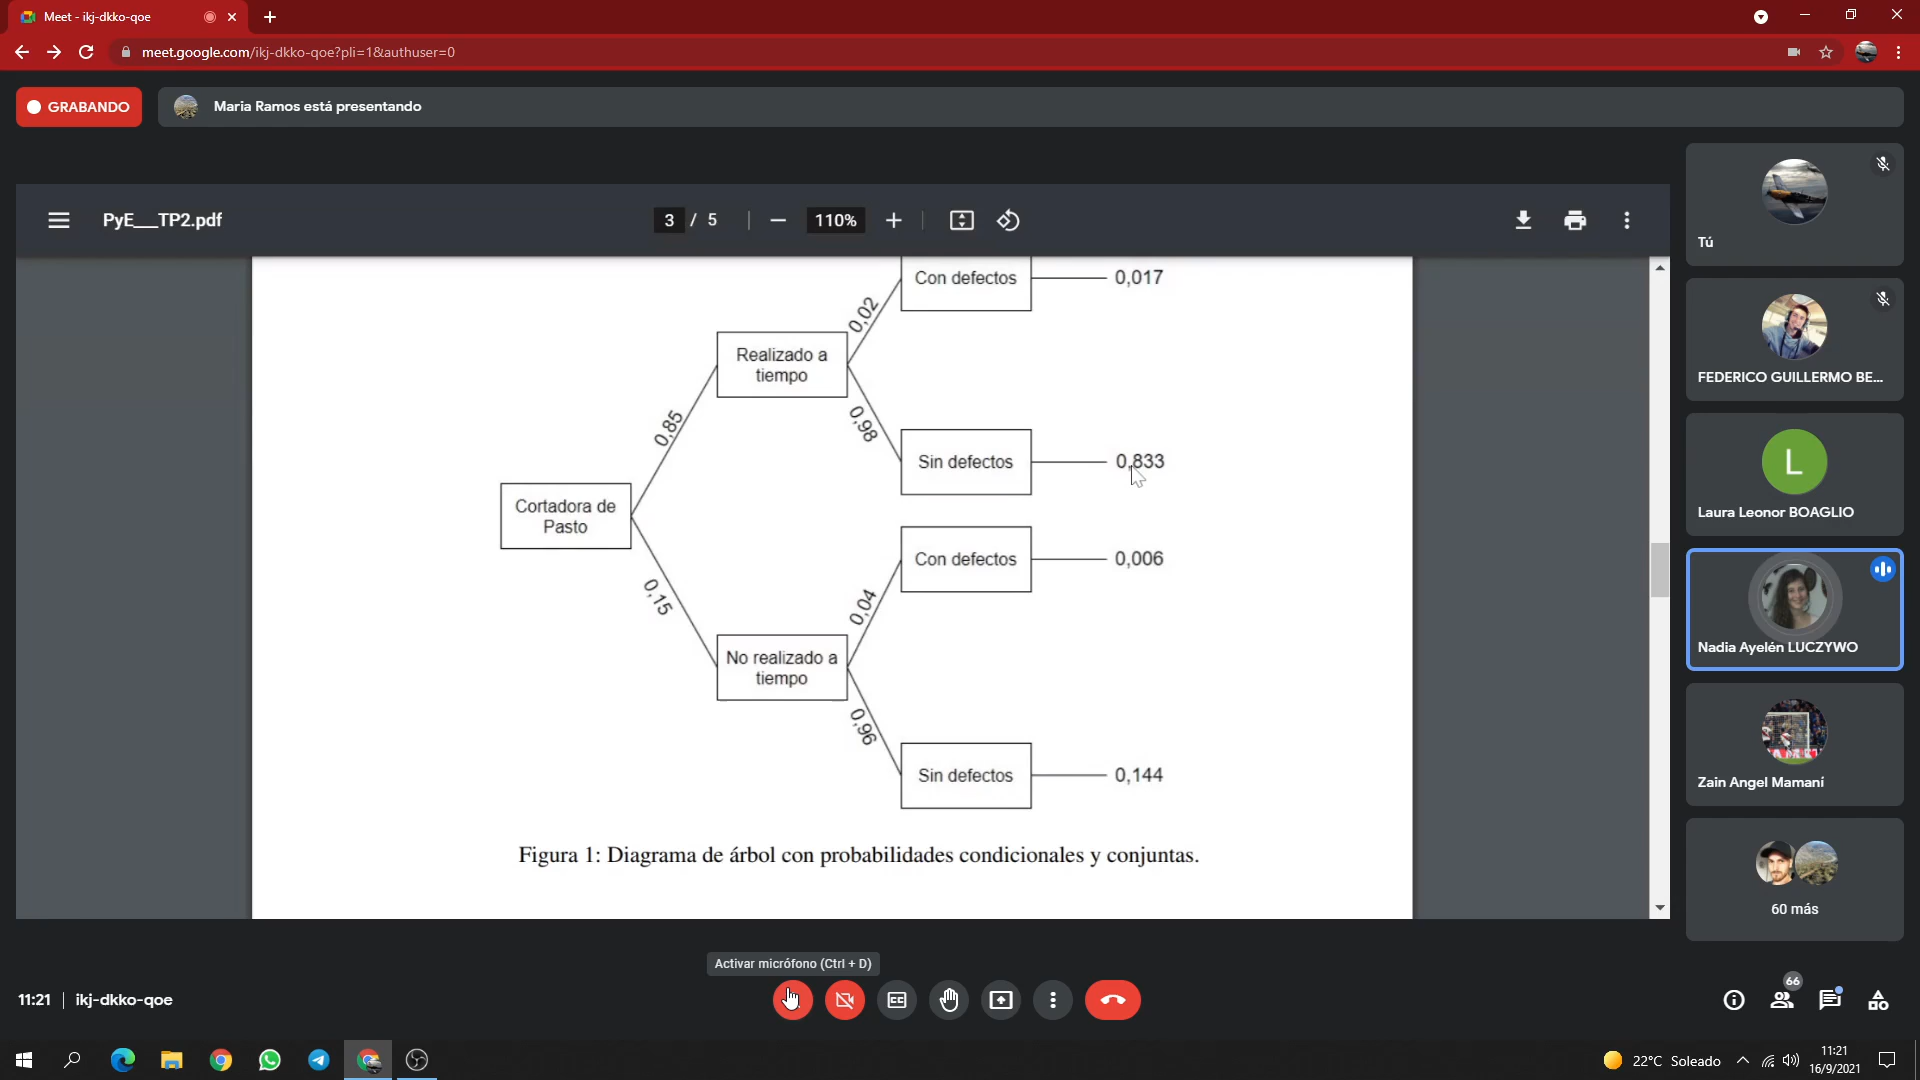 Meet - ikj-dkko-qoe
meet.google.com/ikj-dkko-qoe?pli=1&authuser=0
GRABANDO
Maria Ramos está presentando
PyE__TP2.pdf
3 / 5
110%
Con defectos
0,017
0,02
Realizado a
tiempo
0,85
0,98
Sin defectos
0,833
Cortadora de
Pasto
Con defectos
0,006
0,15
0,04
No realizado a
tiempo
0,96
Sin defectos
0,144
Figura 1: Diagrama de árbol con probabilidades condicionales y conjuntas.
Tú
FEDERICO GUILLERMO BE...
L
Laura Leonor BOAGLIO
Nadia Ayelén LUCZYWO
Zain Angel Mamaní
60 más
Activar micrófono (Ctrl + D)
11:21 | ikj-dkko-qoe
66
22°C Soleado
11:21
16/9/2021